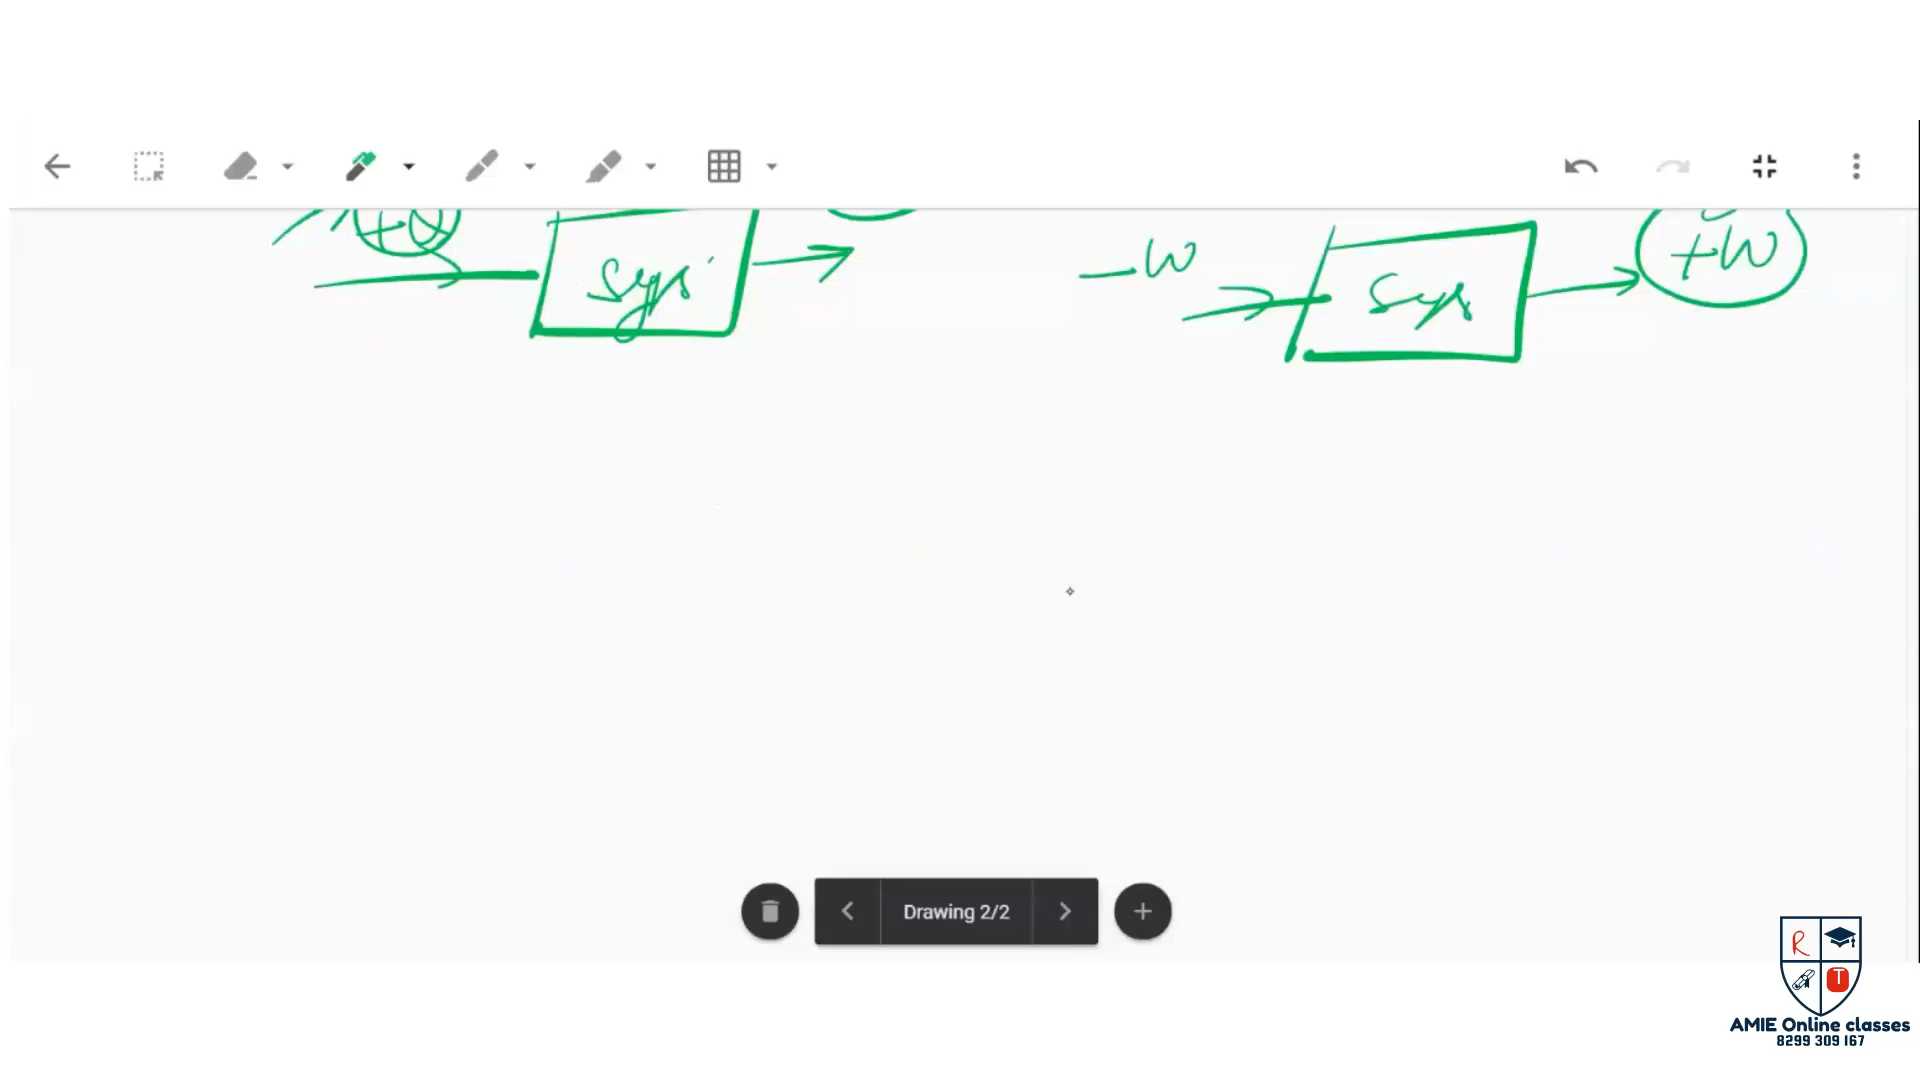 +Q
Sys
-W
Sys
+W
Drawing 2/2
R
T
AMIE Online classes
8299 309 167